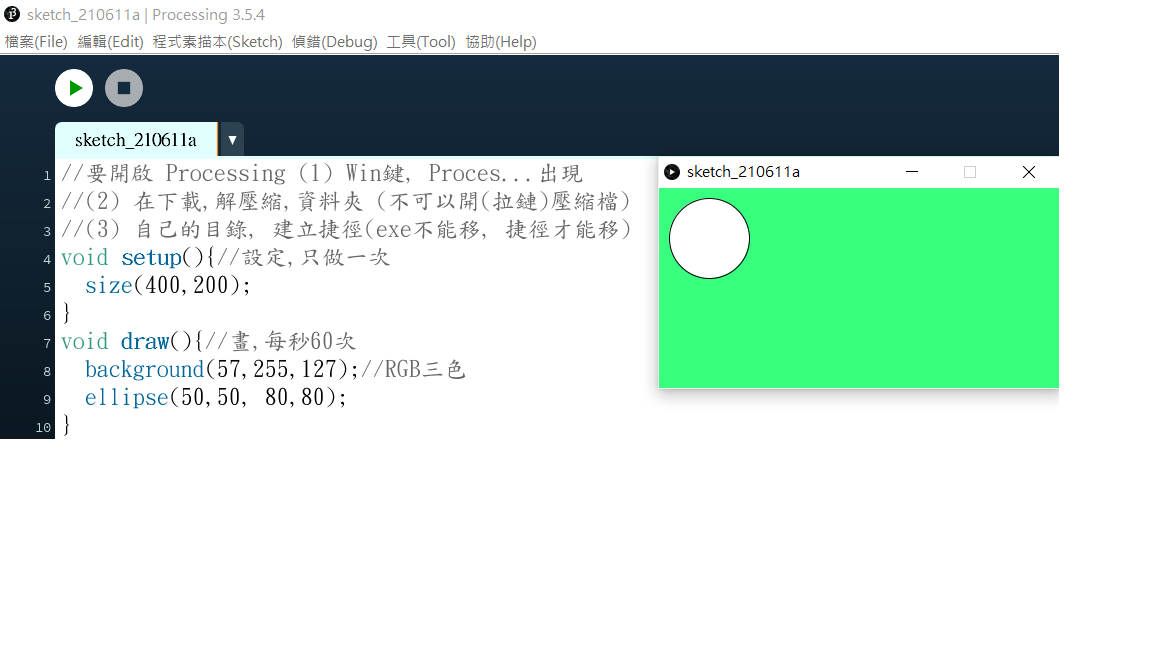 sketch_210611a | Processing 3.5.4
檔案(File) 編輯(Edit) 程式素描本(Sketch) 偵錯(Debug) 工具(Tool) 協助(Help)
sketch_210611a ▼
1 //要開啟 Processing (1) Win鍵, Proces...出現
2 //(2) 在下載,解壓縮,資料夾 (不可以開(拉鏈)壓縮檔)
3 //(3) 自己的目錄, 建立捷徑(exe不能移, 捷徑才能移)
4 void setup(){//設定,只做一次
5   size(400,200);
6 }
7 void draw(){//畫,每秒60次
8   background(57,255,127);//RGB三色
9   ellipse(50,50, 80,80);
10 }
sketch_210611a